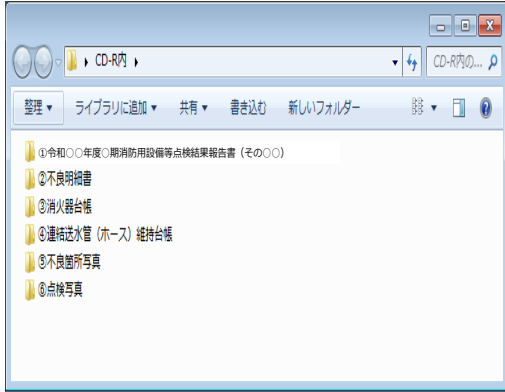 CD-R内
CD-R内の...
整理 ライブラリに追加 共有 書き込む 新しいフォルダー
①令和○○年度○期消防用設備等点検結果報告書（その○○）
②不良明細書
③消火器台帳
④連結送水管（ホース）維持台帳
⑤不良箇所写真
⑥点検写真